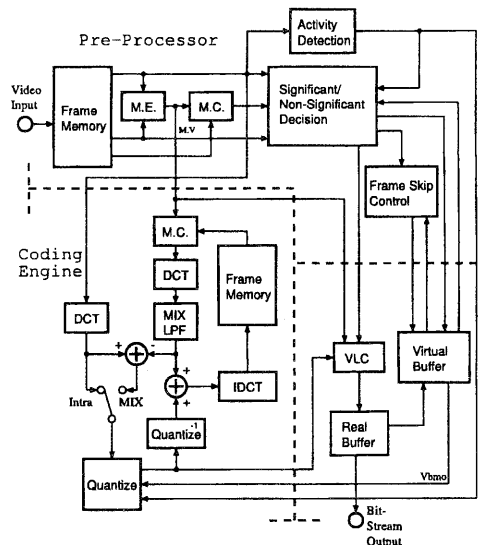 Pre-Processor
Activity
Detection
Video
Input
Frame
Memory
M.E.
M.C.
M.V
Significant/
Non-Significant
Decision
Frame Skip
Control
Coding
Engine
M.C.
DCT
MIX
LPF
Frame
Memory
DCT
+
+
-
+
+
+
Intra
MIX
IDCT
Quantize-1
Quantize
VLC
Real
Buffer
Virtual
Buffer
Vbmo
Bit-
Stream
Output